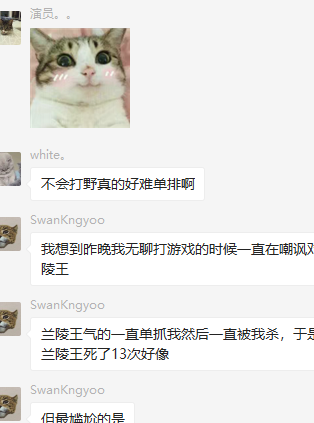 演员。。
white。
不会打野真的好难单排啊
SwanKngyoo
我想到昨晚我无聊打游戏的时候一直在嘲讽
陵王
SwanKngyoo
兰陵王气的一直单抓我然后一直被我杀，于是
兰陵王死了13次好像
SwanKngyoo
但最尴尬的是